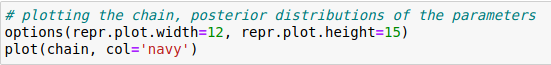 # plotting the chain, posterior distributions of the parameters
options(repr.plot.width=12, repr.plot.height=15)
plot(chain, col='navy')